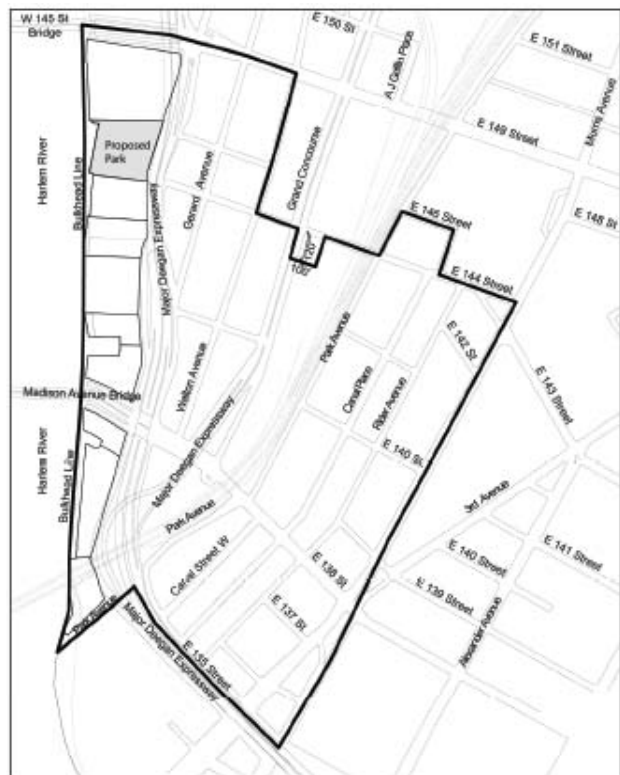 W 145 St
Bridge
E 150 St
A J Griffin Place
E 151 Street
Morris Avenue
E 149 Street
Proposed
Park
Harlem River
Bulkhead Line
Gerard Avenue
Grand Concourse
Major Deegan Expressway
E 146 Street
E 148 St
120'
100'
E 144 Street
Park Avenue
E 142 St
Canal Place
Rider Avenue
Walton Avenue
E 143 Street
Madison Avenue Bridge
Major Deegan Expressway
E 140 St.
Harlem River
Bulkhead Line
3rd Avenue
Park Avenue
E 140 Street
E 141 Street
Canal Street W
E 138 St
E 139 Street
Alexander Avenue
E 137 St
Park Avenue
Major Deegan Expressway
E 135 Street